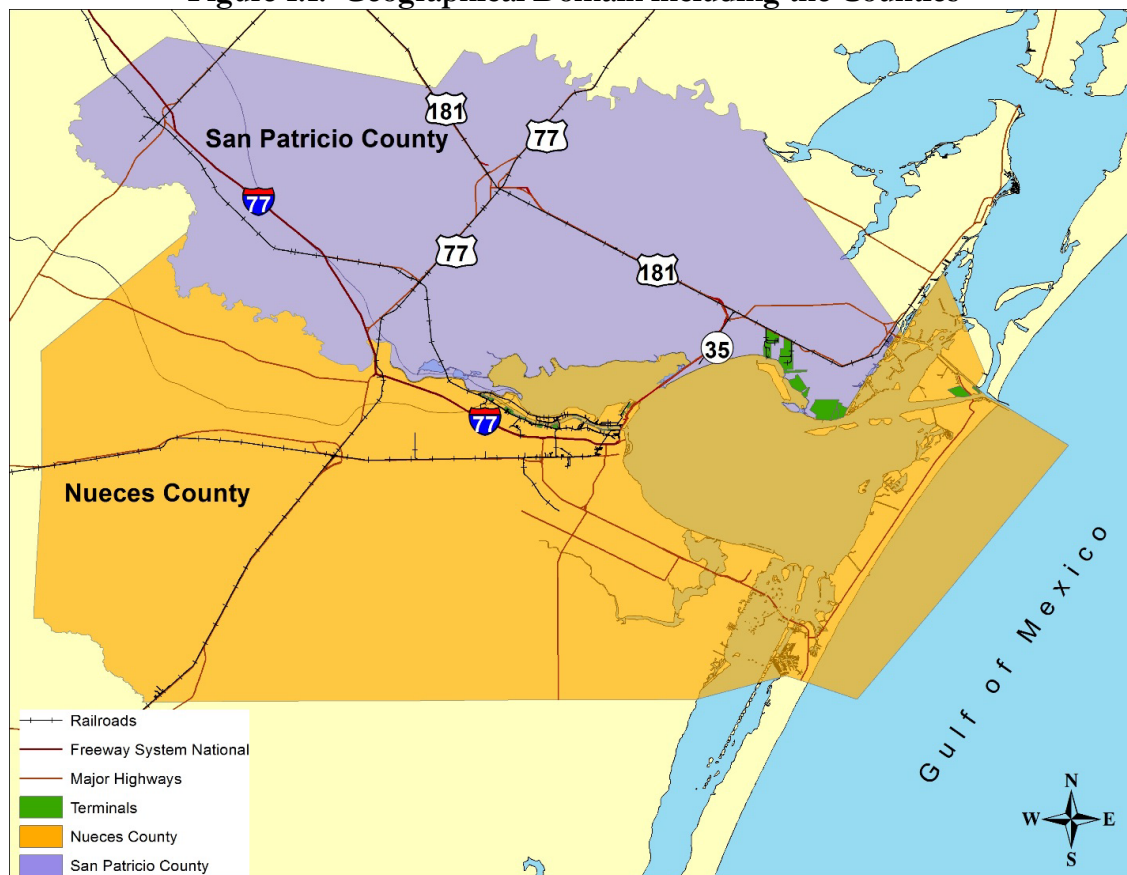 181
77
San Patricio County
77
77
181
35
77
Nueces County
Gulf of Mexico
Railroads
Freeway System National
Major Highways
Terminals
Nueces County
San Patricio County
N
W E
S